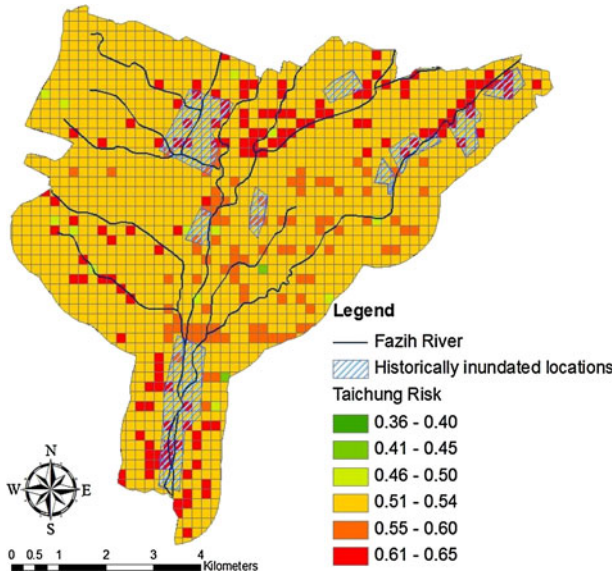 Legend
Fazih River
Historically inundated locations
Taichung Risk
0.36 - 0.40
0.41 - 0.45
0.46 - 0.50
0.51 - 0.54
0.55 - 0.60
0.61 - 0.65
N
W E
S
0 0.5 1 2 3 4
Kilometers